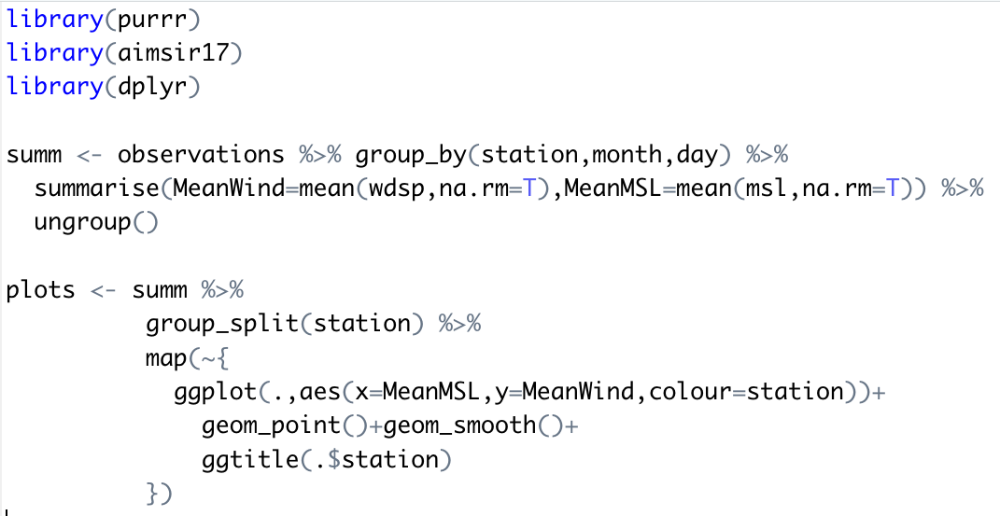 library(purrr)
library(aimsir17)
library(dplyr)

summ <- observations %>% group_by(station,month,day) %>%
  summarise(MeanWind=mean(wdsp,na.rm=T),MeanMSL=mean(msl,na.rm=T)) %>%
  ungroup()

plots <- summ %>%
          group_split(station) %>%
          map(~{
            ggplot(.,aes(x=MeanMSL,y=MeanWind,colour=station))+
              geom_point()+geom_smooth()+
              ggtitle(.$station)
          })